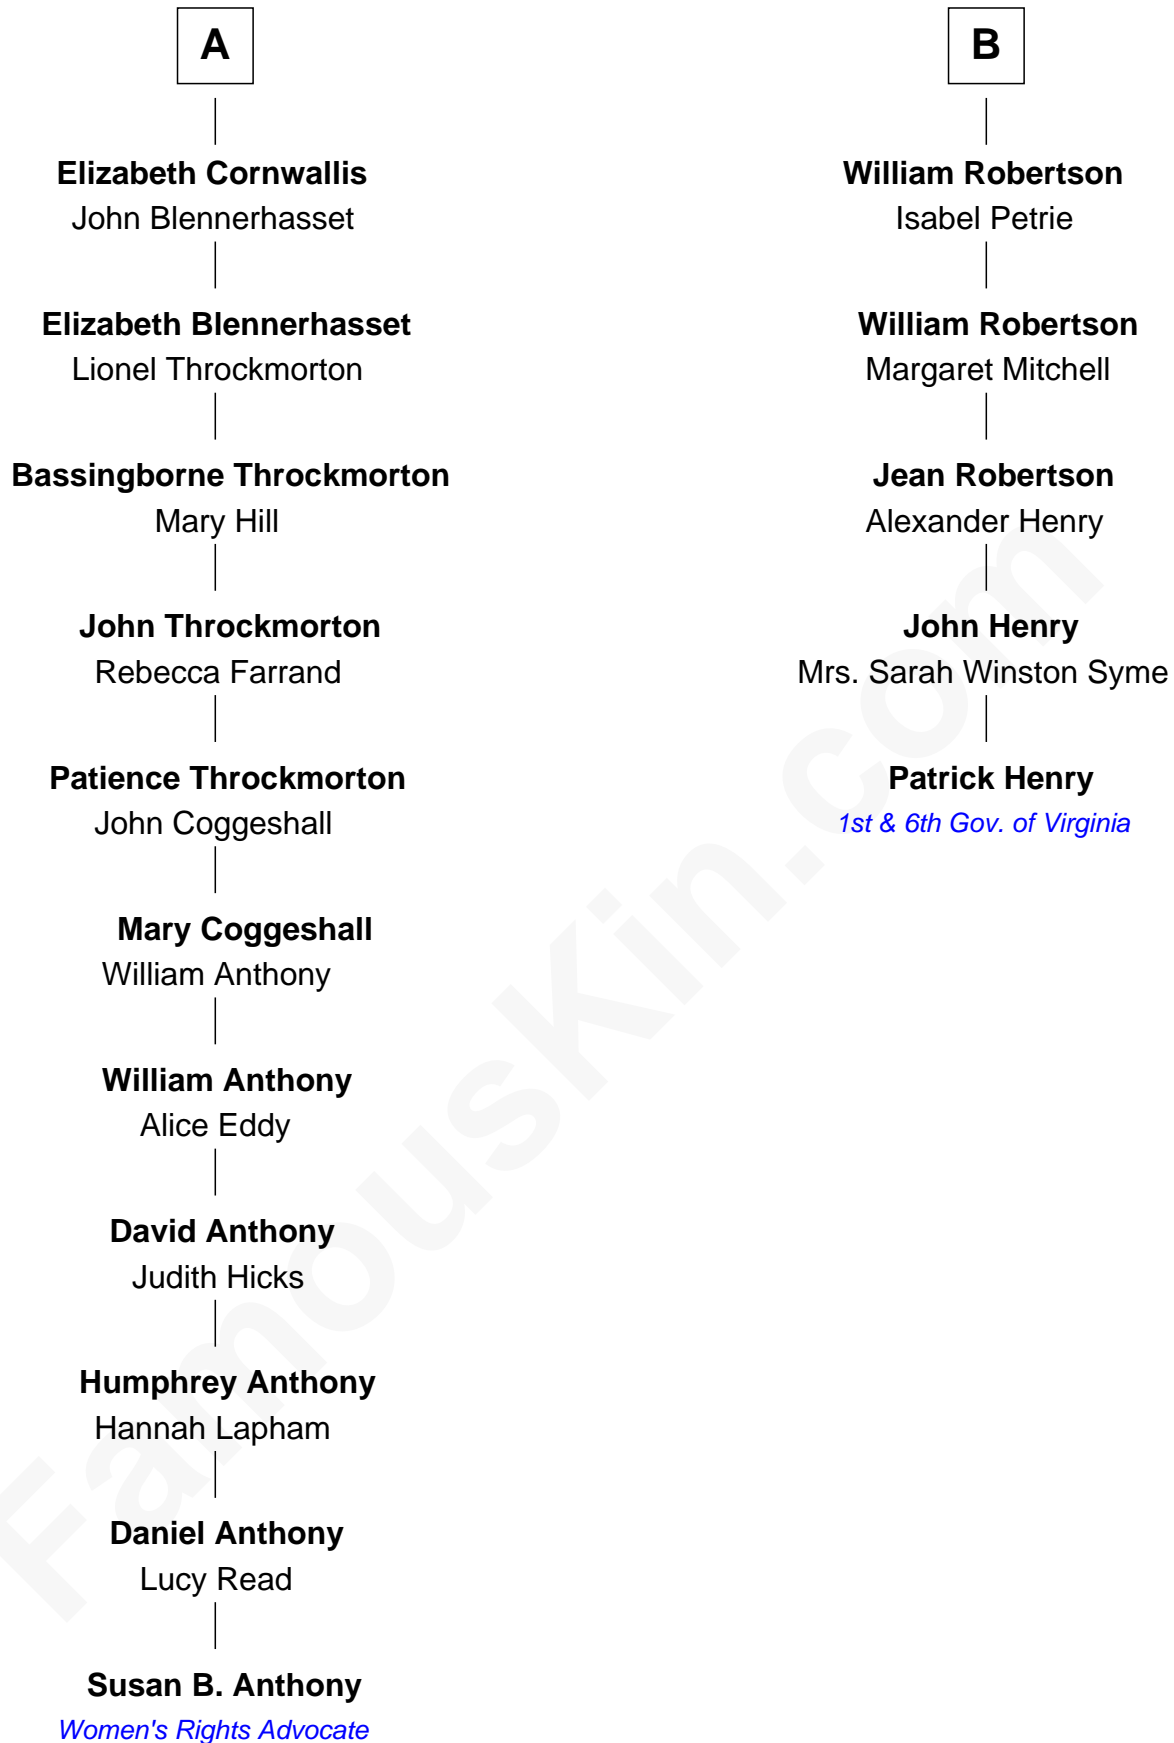 A
Elizabeth Cornwallis
John Blennerhasset
Elizabeth Blennerhasset
Lionel Throckmorton
Bassingborne Throckmorton
Mary Hill
John Throckmorton
Rebecca Farrand
Patience Throckmorton
John Coggeshall
Mary Coggeshall
William Anthony
William Anthony
Alice Eddy
David Anthony
Judith Hicks
Humphrey Anthony
Hannah Lapham
Daniel Anthony
Lucy Read
Susan B. Anthony
Women's Rights Advocate
B
William Robertson
Isabel Petrie
William Robertson
Margaret Mitchell
Jean Robertson
Alexander Henry
John Henry
Mrs. Sarah Winston Syme
Patrick Henry
1st & 6th Gov. of Virginia
FamousKin.com